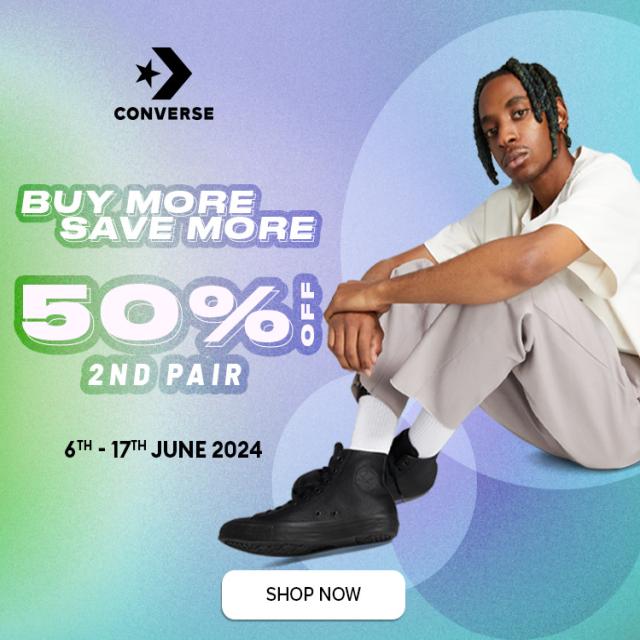 CONVERSE
BUY MORE
SAVE MORE
50% OFF
2ND PAIR
6TH - 17TH JUNE 2024
SHOP NOW